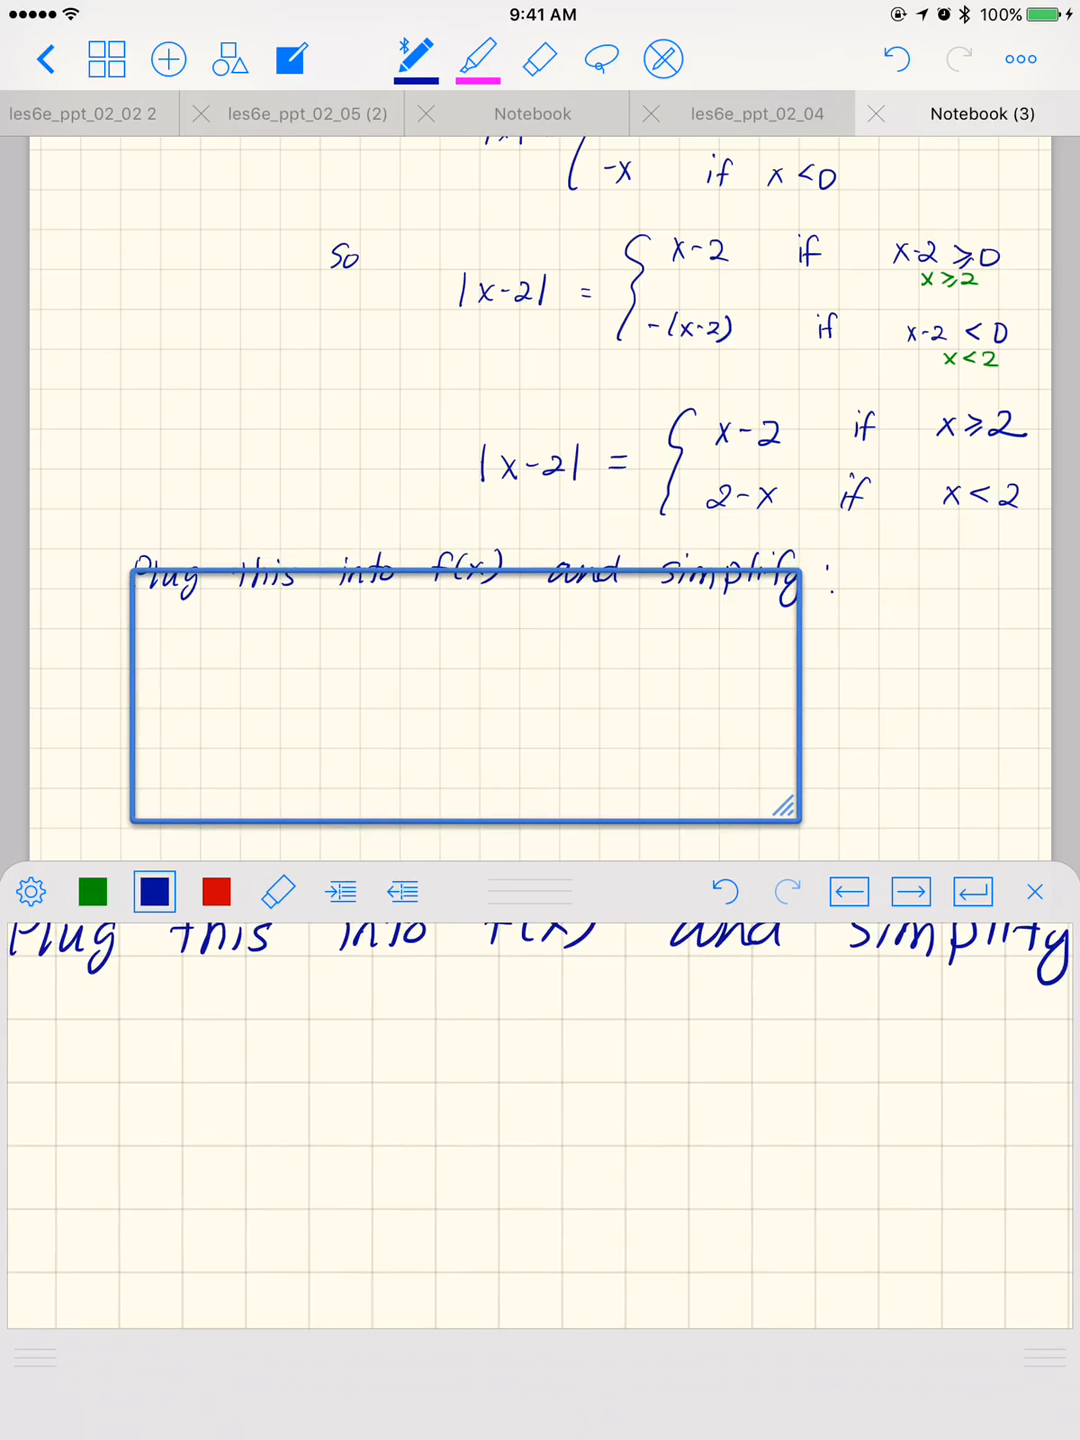 9:41 AM 100%
les6e_ppt_02_02 2 les6e_ppt_02_05 (2) Notebook les6e_ppt_02_04 Notebook (3)
-x if x <0
So |x-2| = { x-2 if x-2 ⩾0
x⩾2
-(x-2) if x-2 < 0
x<2
|x-2| = { x-2 if x⩾2
2-x if x<2
Plug this into f(x) and simplify :
Plug this into f(x) and simplify